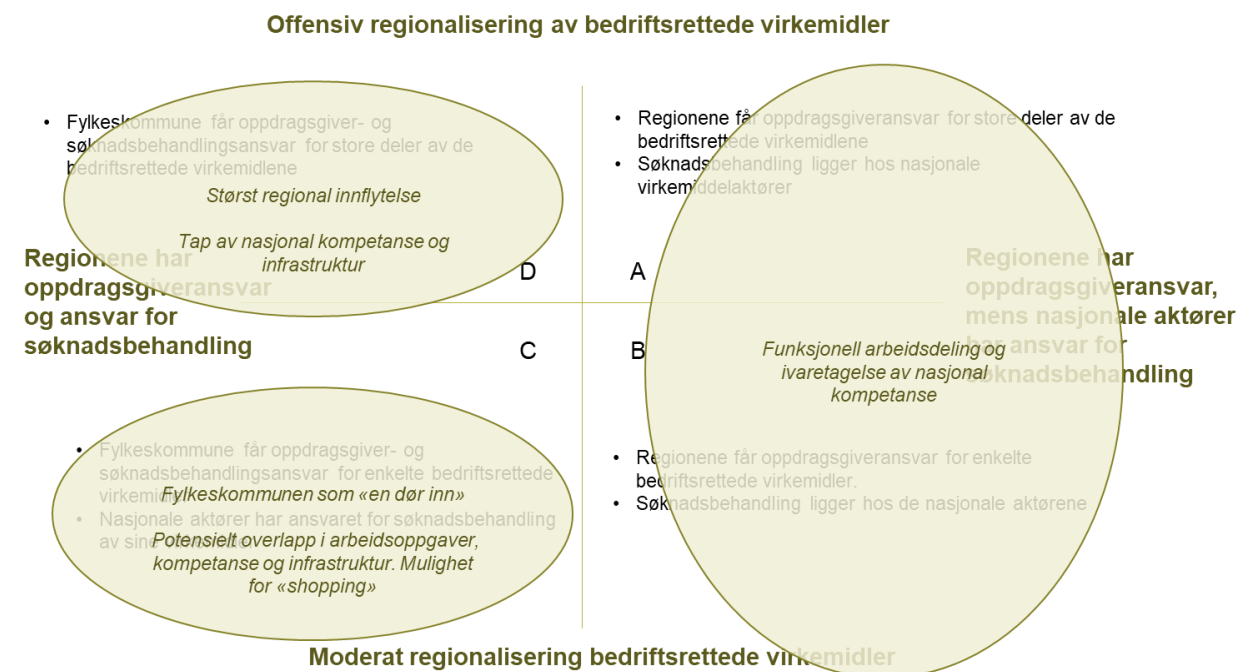 Offensiv regionalisering av bedriftsrettede virkemidler
• Fylkeskommune får oppdragsgiver- og
søknadsbehandlingsansvar for store deler av de
bedriftsrettede virkemidlene
Størst regional innflytelse
Tap av nasjonal kompetanse og
infrastruktur
• Regionene får oppdragsgiveransvar for store deler av de
bedriftsrettede virkemidlene
• Søknadsbehandling ligger hos nasjonale
virkemiddelaktører
Regionene har
oppdragsgiveransvar
og ansvar for
søknadsbehandling
D
A
C
B
Regionene har
oppdragsgiveransvar,
mens nasjonale aktører
har ansvar for
søknadsbehandling
Funksjonell arbeidsdeling og
ivaretagelse av nasjonal
kompetanse
• Fylkeskommune får oppdragsgiver- og
søknadsbehandlingsansvar for enkelte bedriftsrettede
virkemidler
• Nasjonale aktører har ansvaret for søknadsbehandling
av sine
Fylkeskommunen som «en dør inn»
Potensielt overlapp i arbeidsoppgaver,
kompetanse og infrastruktur. Mulighet
for «shopping»
• Regionene får oppdragsgiveransvar for enkelte
bedriftsrettede virkemidler.
• Søknadsbehandling ligger hos de nasjonale aktørene
Moderat regionalisering bedriftsrettede virkemidler